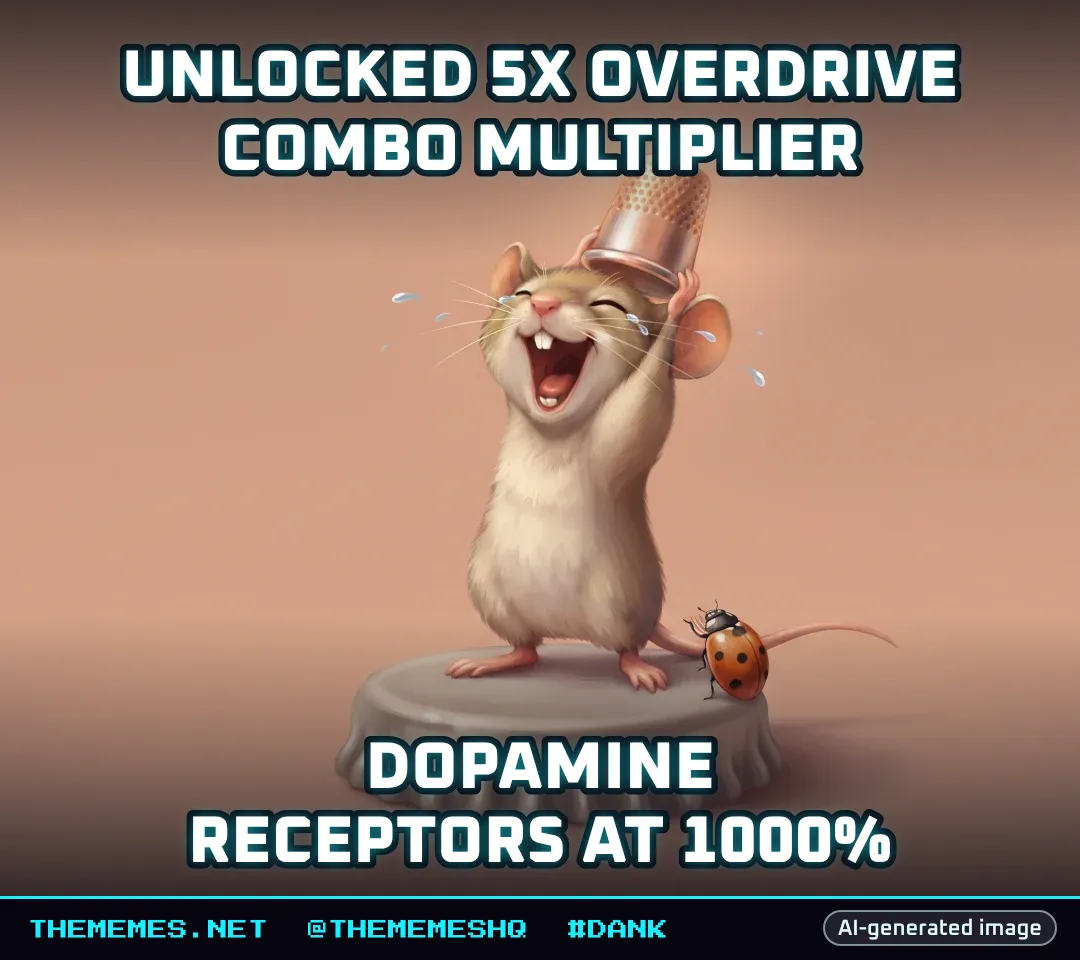 UNLOCKED 5X OVERDRIVE
COMBO MULTIPLIER
DOPAMINE
RECEPTORS AT 1000%
THEMEMES.NET @THEMEMESHQ #DANK AI-generated image